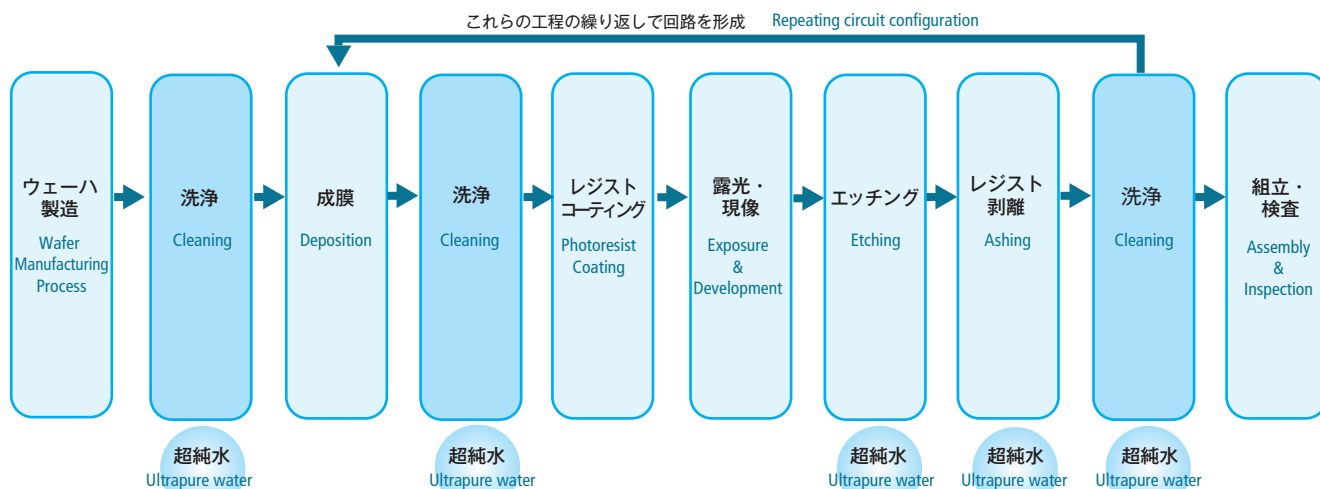 これらの工程の繰り返しで回路を形成 Repeating circuit configuration
ウェーハ
製造
Wafer
Manufacturing
Process
洗浄
Cleaning
成膜
Deposition
洗浄
Cleaning
レジスト
コーティング
Photoresist
Coating
露光・
現像
Exposure
&
Development
エッチング
Etching
レジスト
剥離
Ashing
洗浄
Cleaning
組立・
検査
Assembly
&
Inspection
超純水
Ultrapure water
超純水
Ultrapure water
超純水
Ultrapure water
超純水
Ultrapure water
超純水
Ultrapure water